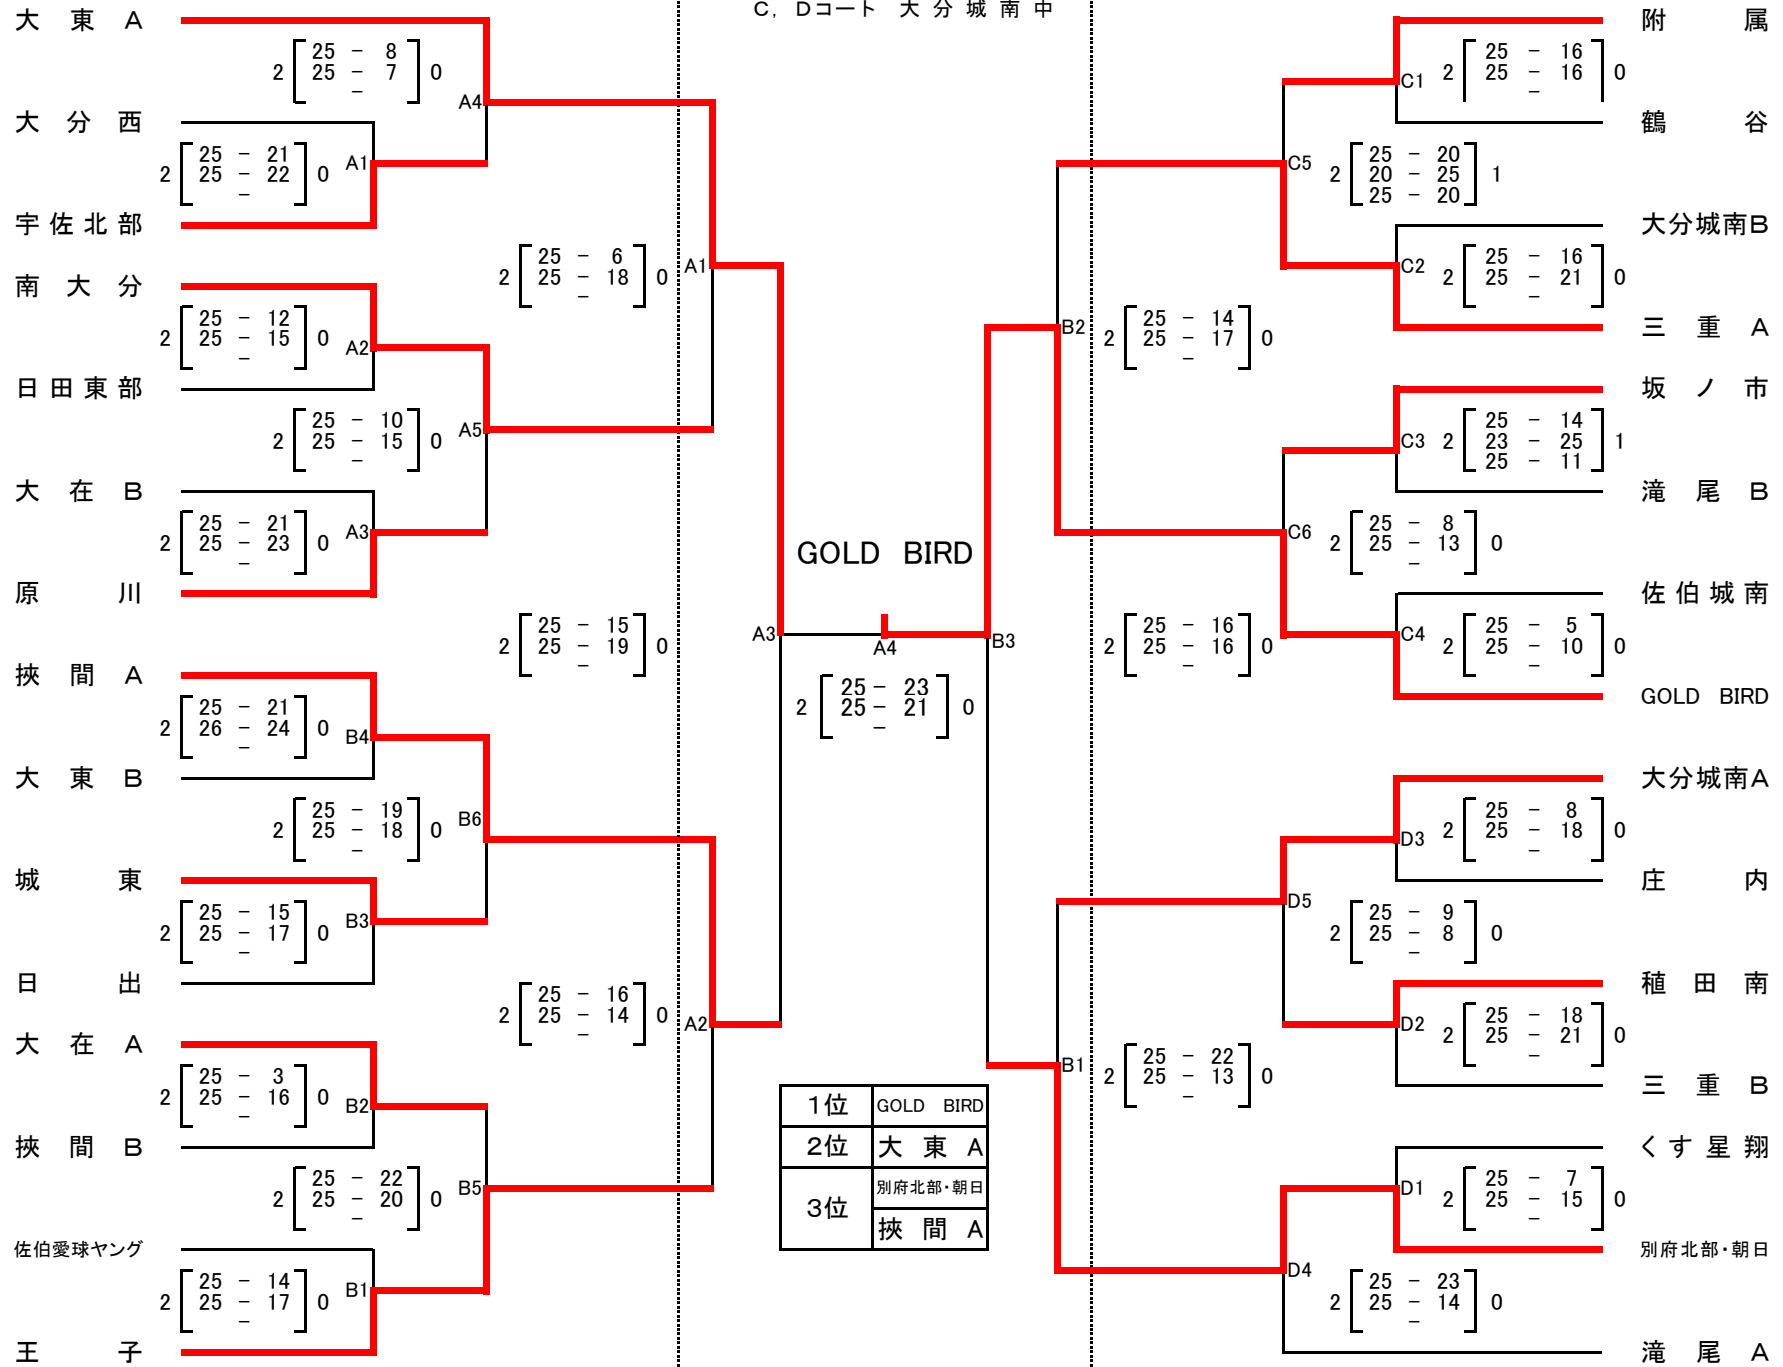 C，Dコート　大 分 城 南 中
大　東　A
25 － 8
2 25 － 7 0
－
A4
大　分　西
25 － 21
2 25 － 22 0
－
A1
宇 佐 北 部
25 － 6
2 25 － 18 0
－
A1
南　大　分
25 － 12
2 25 － 15 0
－
A2
日 田 東 部
25 － 10
2 25 － 15 0
－
A5
大　在　B
25 － 21
2 25 － 23 0
－
A3
原　　　川
25 － 15
2 25 － 19 0
－
A3
挾　間　A
25 － 21
2 26 － 24 0
－
B4
大　東　B
25 － 19
2 25 － 18 0
－
B6
城　　　東
25 － 15
2 25 － 17 0
－
B3
日　　　出
25 － 16
2 25 － 14 0
－
A2
大　在　A
25 － 3
2 25 － 16 0
－
B2
挾　間　B
25 － 22
2 25 － 20 0
－
B5
佐伯愛球ヤング
25 － 14
2 25 － 17 0
－
B1
王　　　子
GOLD　BIRD
A4
25 － 23
2 25 － 21 0
－
1位 GOLD　BIRD
2位 大　東　A
3位 別府北部・朝日
挾　間　A
附　　　属
C1
25 － 16
2 25 － 16 0
－
鶴　　　谷
C5
25 － 20
2 20 － 25 1
25 － 20
大分城南B
C2
25 － 16
2 25 － 21 0
－
三　重　A
B2
25 － 14
2 25 － 17 0
－
坂　ノ　市
C3
25 － 14
2 23 － 25 1
25 － 11
滝　尾　B
C6
25 － 8
2 25 － 13 0
－
佐 伯 城 南
C4
25 － 5
2 25 － 10 0
－
GOLD　BIRD
B3
25 － 16
2 25 － 16 0
－
大分城南A
D3
25 － 8
2 25 － 18 0
－
庄　　　内
D5
25 － 9
2 25 － 8 0
－
稙　田　南
D2
25 － 18
2 25 － 21 0
－
三　重　B
B1
25 － 22
2 25 － 13 0
－
くす 星 翔
D1
25 － 7
2 25 － 15 0
－
別府北部・朝日
D4
25 － 23
2 25 － 14 0
－
滝　尾　A